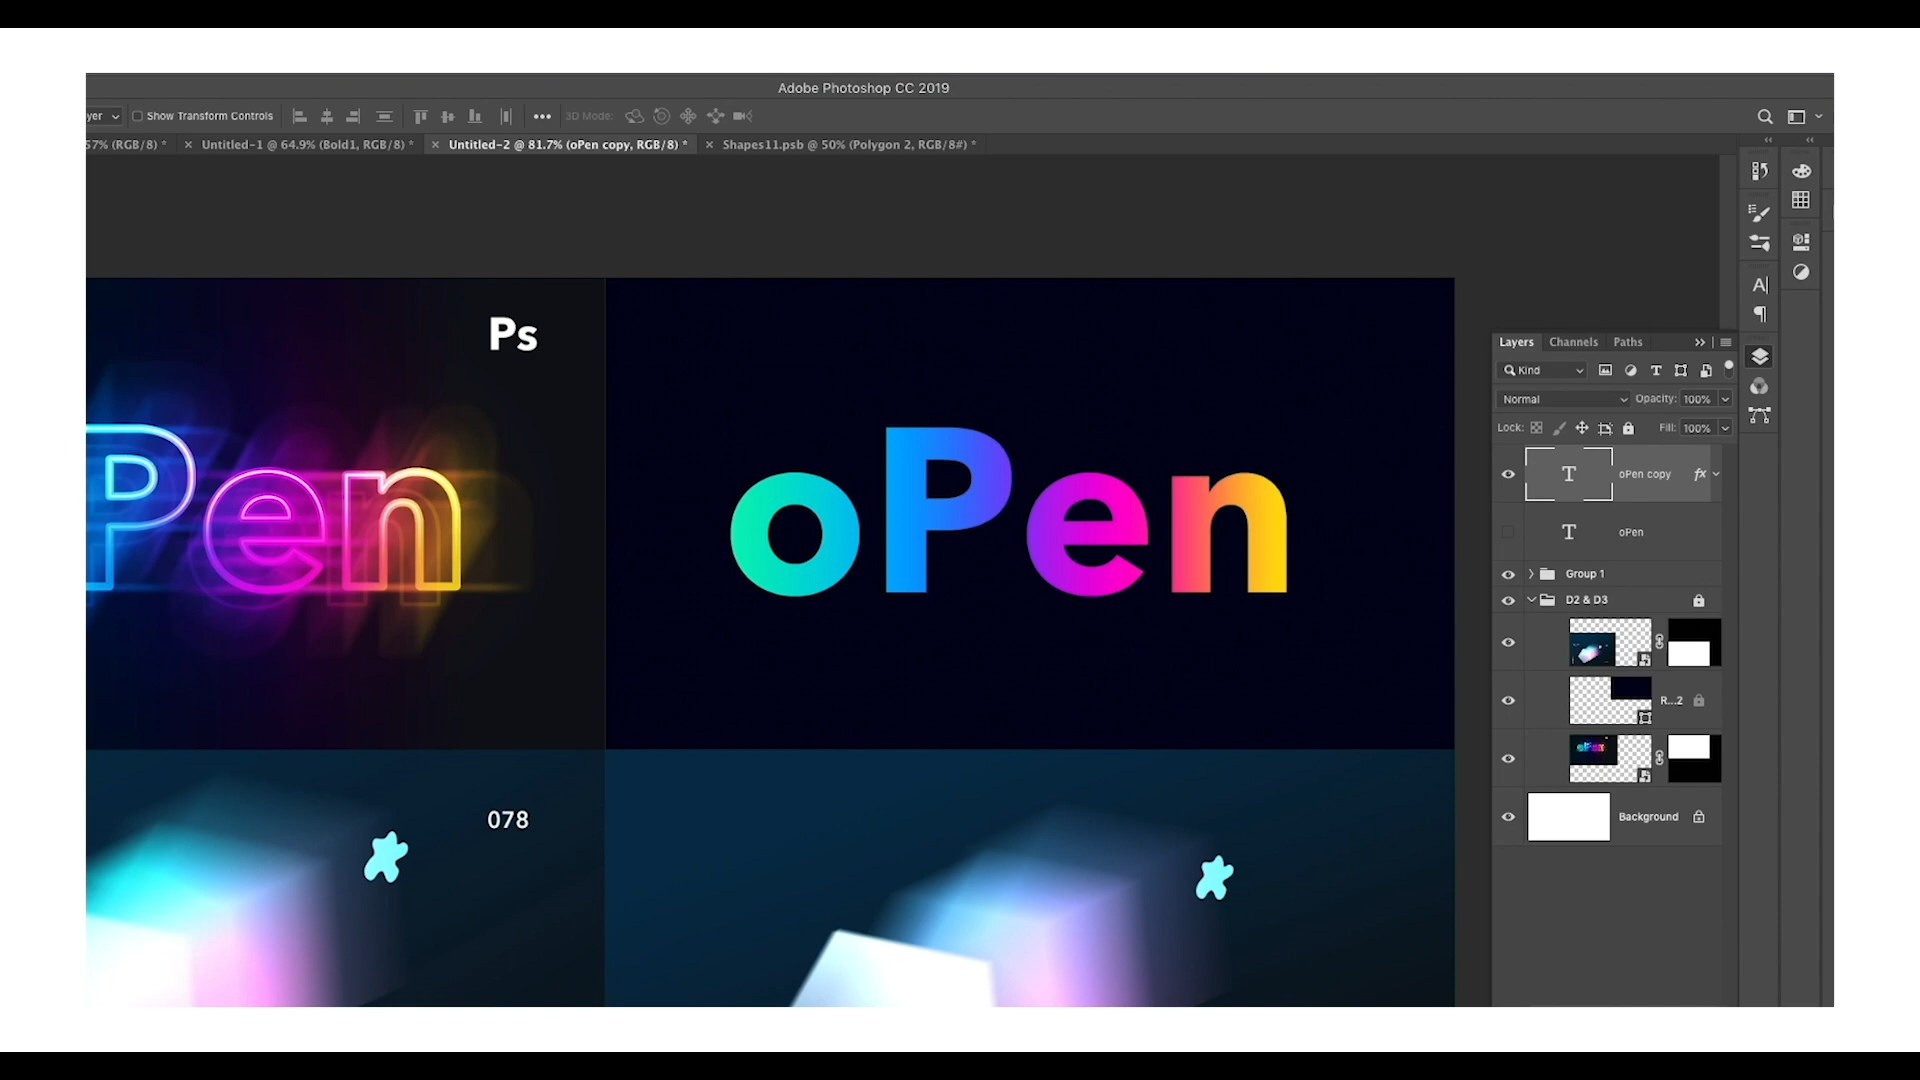 Adobe Photoshop CC 2019
yer Show Transform Controls 3D Mode:
57% (RGB/8) * × Untitled-1 @ 64.9% (Bold1, RGB/8) * × Untitled-2 @ 81.7% (oPen copy, RGB/8) * × Shapes11.psb @ 50% (Polygon 2, RGB/8#) *
Ps
Pen
oPen
078
Layers Channels Paths
Kind
Normal Opacity: 100%
Lock: Fill: 100%
T oPen copy fx
T oPen
Group 1
D2 & D3
R...2
oPen
Background